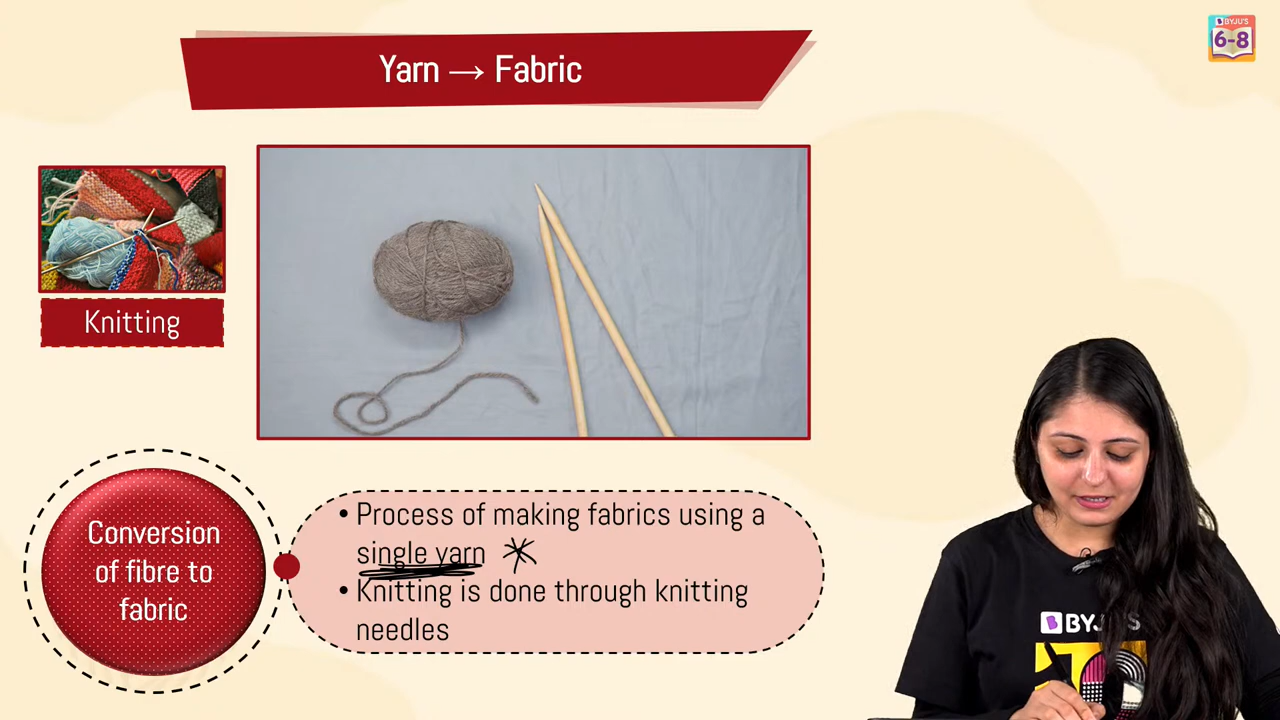 BYJU'S
6-8
Yarn → Fabric
Knitting
Conversion
of fibre to
fabric
• Process of making fabrics using a
single yarn
• Knitting is done through knitting
needles
BYJU'S